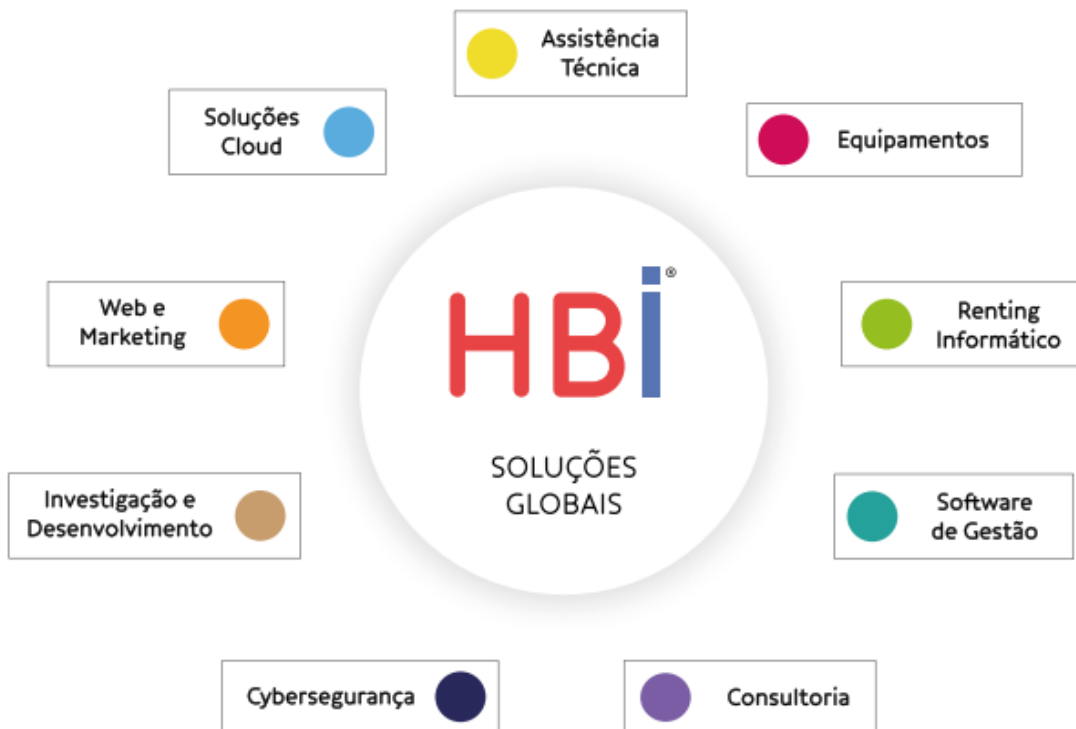 Assistência
Técnica
Soluções
Cloud
Equipamentos
HBi®
SOLUÇÕES
GLOBAIS
Web e
Marketing
Renting
Informático
Investigação e
Desenvolvimento
Software
de Gestão
Cybersegurança
Consultoria